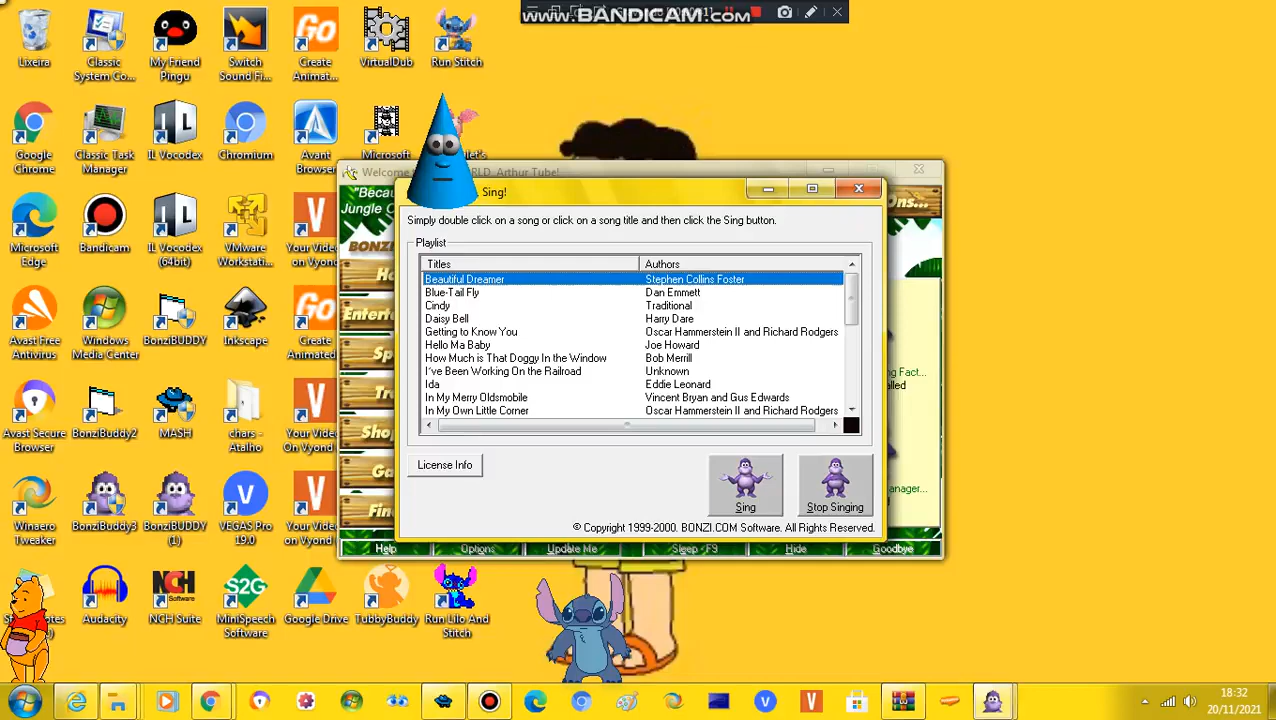 www.BANDICAM.com
Lixeira
Classic System Co...
My Friend Pingu
Switch Sound Fi...
Create Animat...
VirtualDub
Run Stitch
Google Chrome
Classic Task Manager
IL Vocodex
Chromium
Avant Browser
Microsoft
Microsoft Edge
Bandicam
IL Vocodex (64bit)
VMware Workstati...
Your Video on Vyond
Avast Free Antivirus
Windows Media Center
BonziBUDDY
Inkscape
Create Animated...
Avast Secure Browser
BonziBuddy2
MASH
chars - Atalho
Your Video On Vyond
Winaero Tweaker
BonziBuddy3
BonziBUDDY (1)
VEGAS Pro 19.0
Your Video on Vyond
Audacity
NCH Suite
MiniSpeech Software
Google Drive
TubbyBuddy
Run Lilo And Stitch
Sing!
Simply double click on a song or click on a song title and then click the Sing button.
Playlist
Titles Authors
Beautiful Dreamer Stephen Collins Foster
Blue-Tail Fly Dan Emmett
Cindy Traditional
Daisy Bell Harry Dare
Getting to Know You Oscar Hammerstein II and Richard Rodgers
Hello Ma Baby Joe Howard
How Much is That Doggy In the Window Bob Merrill
I've Been Working On the Railroad Unknown
Ida Eddie Leonard
In My Merry Oldsmobile Vincent Bryan and Gus Edwards
In My Own Little Corner Oscar Hammerstein II and Richard Rodgers
License Info
Sing
Stop Singing
© Copyright 1999-2000. BONZI.COM Software. All Rights Reserved.
Help Options Update Me Sleep - F9 Hide Goodbye
18:32
20/11/2021